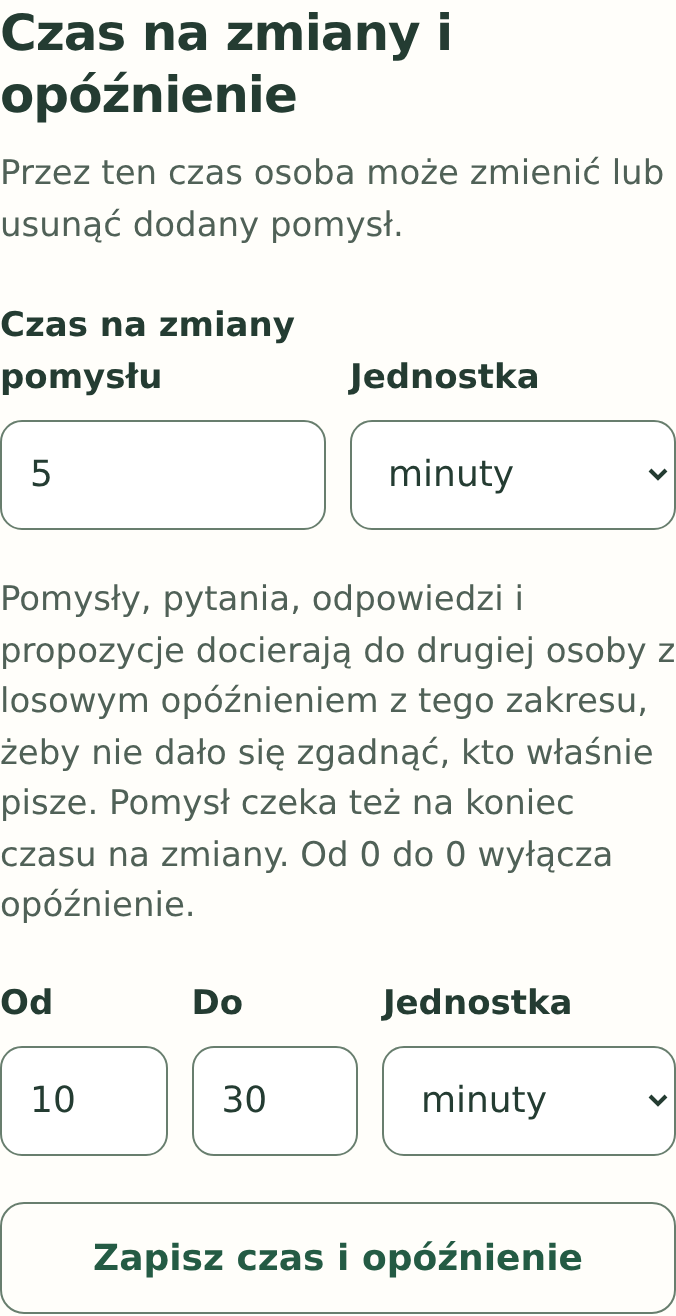 Czas na zmiany i
opóźnienie
Przez ten czas osoba może zmienić lub
usunąć dodany pomysł.
Czas na zmiany
pomysłu
Jednostka
5
minuty
Pomysły, pytania, odpowiedzi i
propozycje docierają do drugiej osoby z
losowym opóźnieniem z tego zakresu,
żeby nie dało się zgadnąć, kto właśnie
pisze. Pomysł czeka też na koniec
czasu na zmiany. Od 0 do 0 wyłącza
opóźnienie.
Od
Do
Jednostka
10
30
minuty
Zapisz czas i opóźnienie